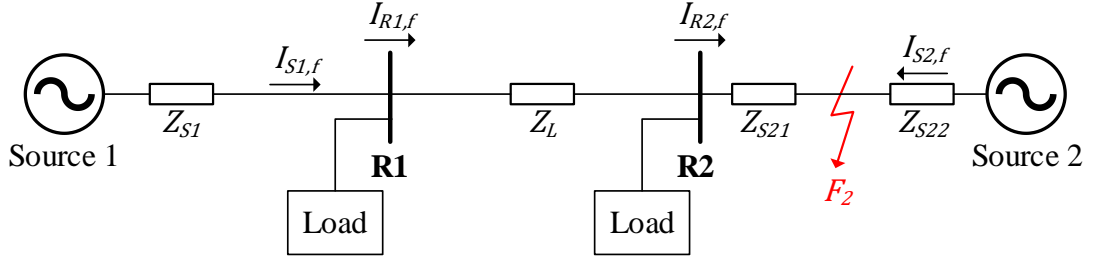 I_{R1,f}
I_{R2,f}
I_{S1,f}
I_{S2,f}
Z_{S1}
Z_L
Z_{S21}
Z_{S22}
Source 1
R1
R2
Source 2
F_2
Load
Load